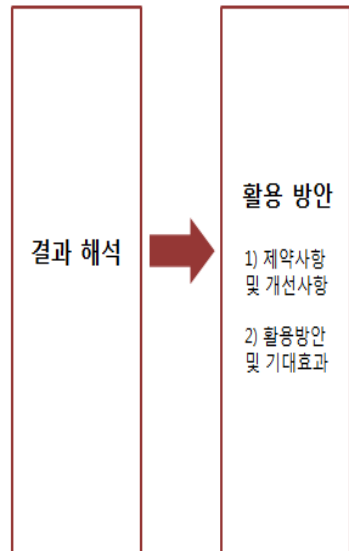 결과 해석
활용 방안
1) 제약사항
및 개선사항
2) 활용방안
및 기대효과